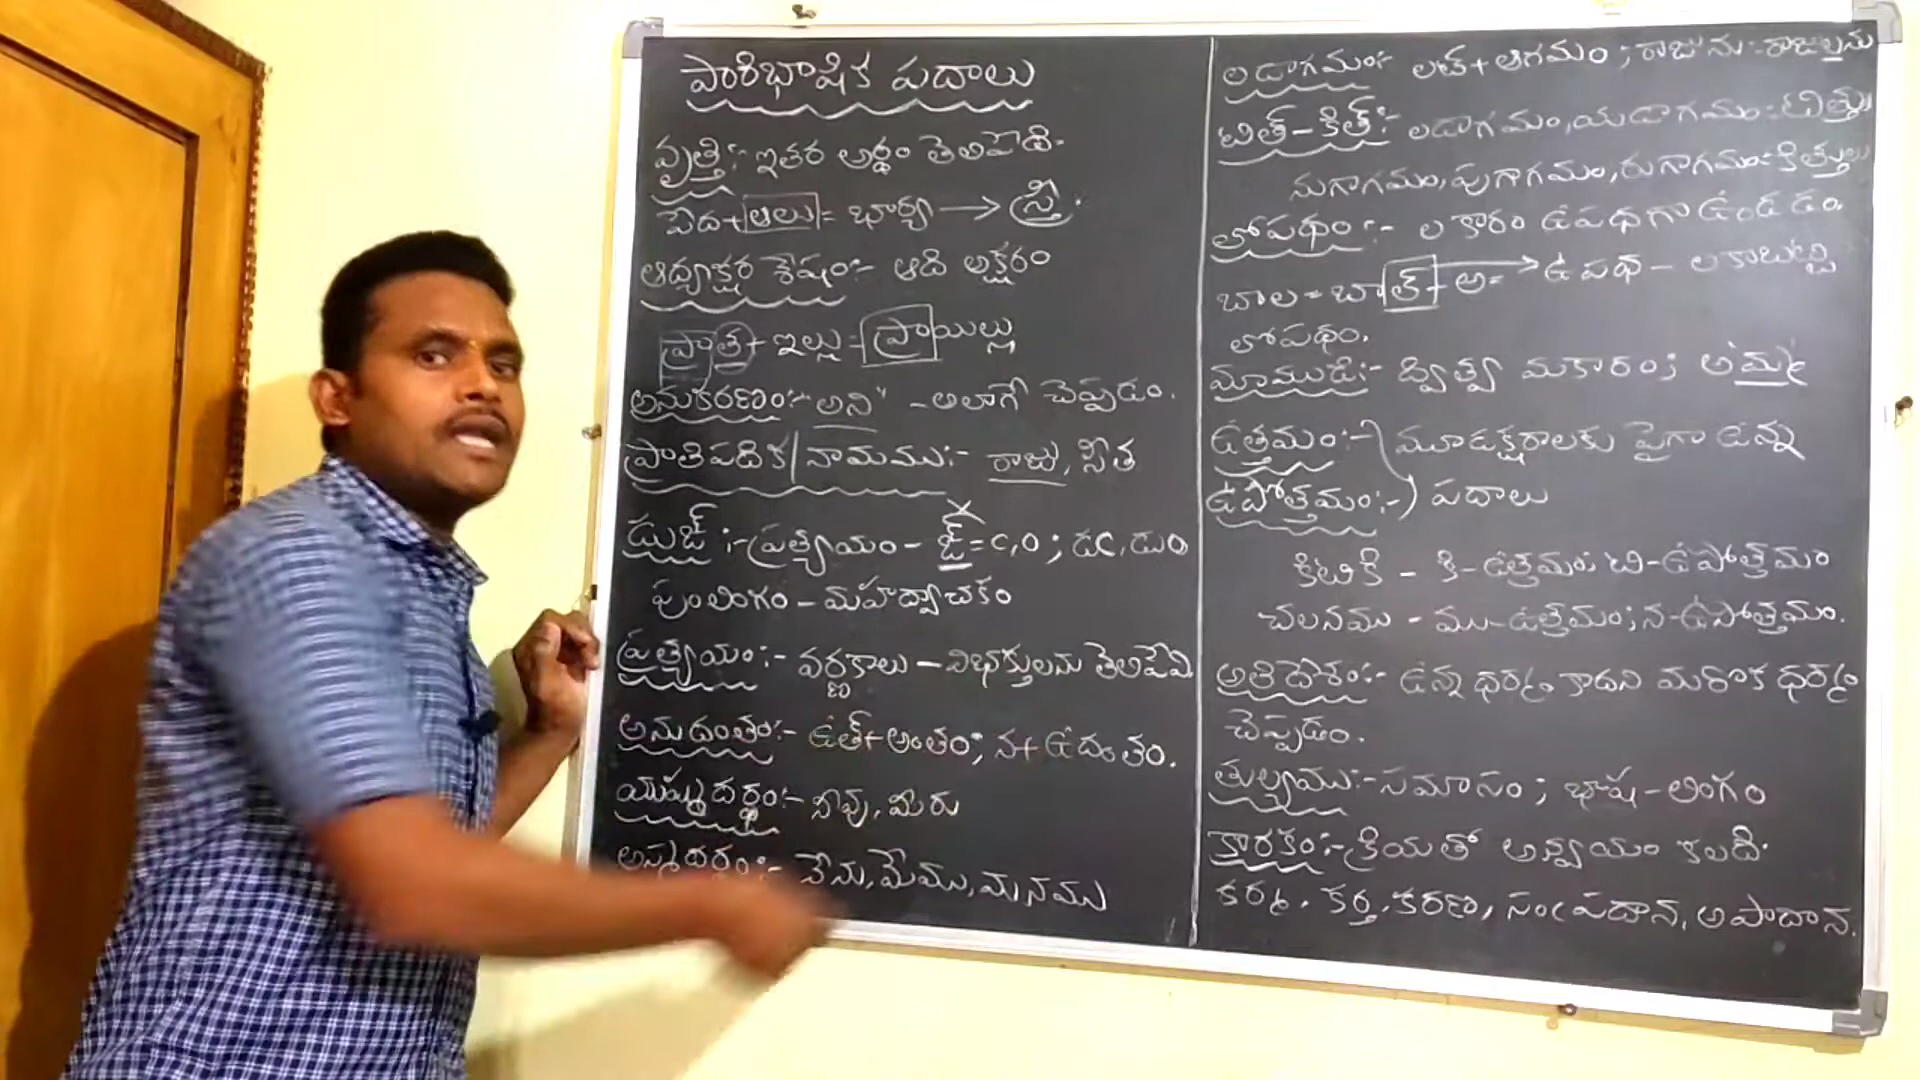 పారిభాషిక పదాలు
వృత్తి:- ఇతర అర్థం తెలిపెడి.
పేద+ఆలు= భార్య → స్త్రీ.
ఆద్యక్షర శేషం:- ఆది అక్షరం
ప్రాత+ ఇల్లు= ప్రాయిల్లు
అనుకరణం:- "అని" - అలాగే చెప్పడం.
ప్రాతిపదిక/నామము:- రాజు, సీత
డుఙ్ :- ప్రత్యయం - ఙ్ = c,o ; డc, డుo
పుంలింగం - మహద్వాచకం
ప్రత్యయం:- వర్ణకాలు - విభక్తులను తెలిపేవి
అనుదంతం:- ఉత్+అంతం; న+ఉదంతం.
యుష్మదర్థం:- నీవు, మీరు
అస్మదర్థం:- నేను, మేము, మనము
లడాగమం:- లట్+ఆగమం ; రాజును - రాజులను
టిత్-కిత్:- లడాగమం, యడాగమం:- టిత్తు
నుగాగమం, పుగాగమం, రుగాగమం:- కిత్తులు
లోపధం:- ల కారం ఉపధగా ఉండడం.
బాల = బా ల్ + అ = → ఉపధ - లకాబట్టి
లోపధం.
మాముడి:- ద్విత్వ మకారం; అమ్మ
ఉత్తమం:- మూడక్షరాలకు పైగా ఉన్న
ఉపోత్తమం:-) పదాలు
కిటికి - కి-ఉత్తమం; టి-ఉపోత్తమం
చలనము - ము-ఉత్తమం; న-ఉపోత్తమం.
అతిదేశం:- ఉన్న ధర్మం కాదని మరొక ధర్మం
చెప్పడం.
తుల్యము:- సమాసం ; భాష - లింగం
కారకం:- క్రియతో అన్వయం కలది.
కర్మ, కర్త, కరణ, సంప్రదాన, అపాదాన.